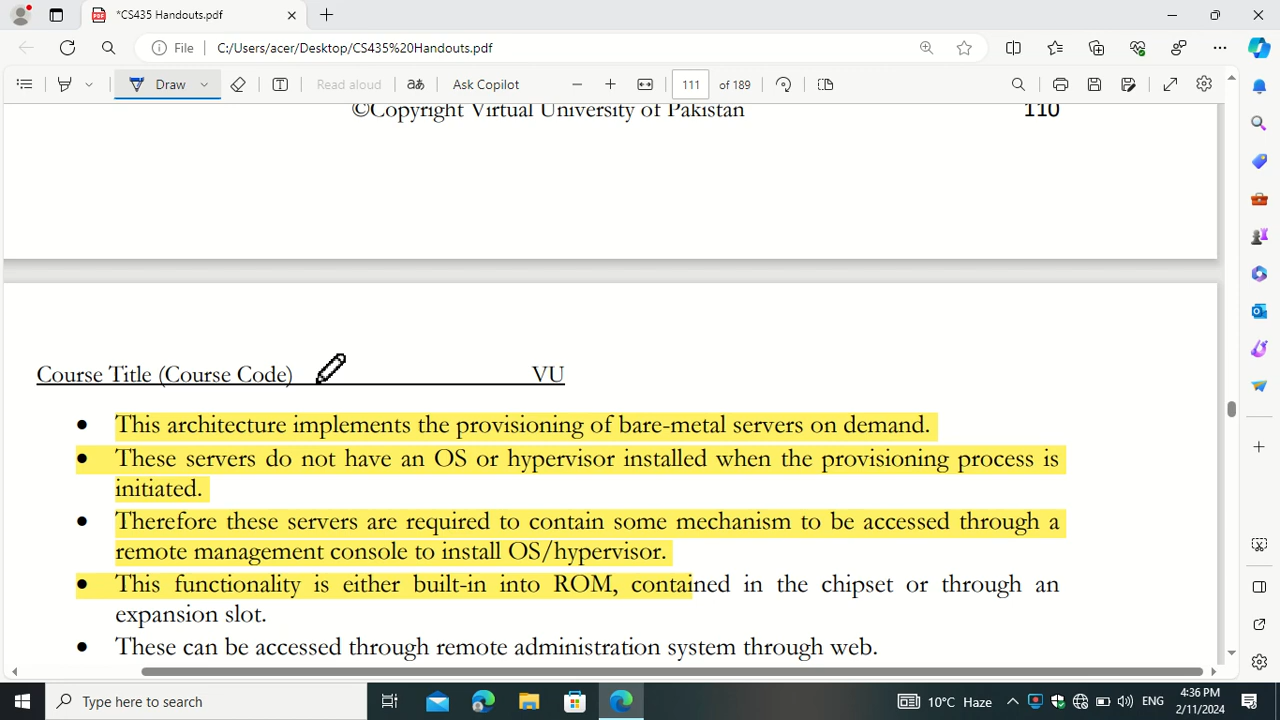 *CS435 Handouts.pdf
File C:/Users/acer/Desktop/CS435%20Handouts.pdf
Draw Read aloud aあ Ask Copilot 111 of 189
©Copyright Virtual University of Pakistan 110
Course Title (Course Code) VU
• This architecture implements the provisioning of bare-metal servers on demand.
• These servers do not have an OS or hypervisor installed when the provisioning process is
initiated.
• Therefore these servers are required to contain some mechanism to be accessed through a
remote management console to install OS/hypervisor.
• This functionality is either built-in into ROM, contained in the chipset or through an
expansion slot.
• These can be accessed through remote administration system through web.
Type here to search 10°C Haze ENG 4:36 PM
2/11/2024